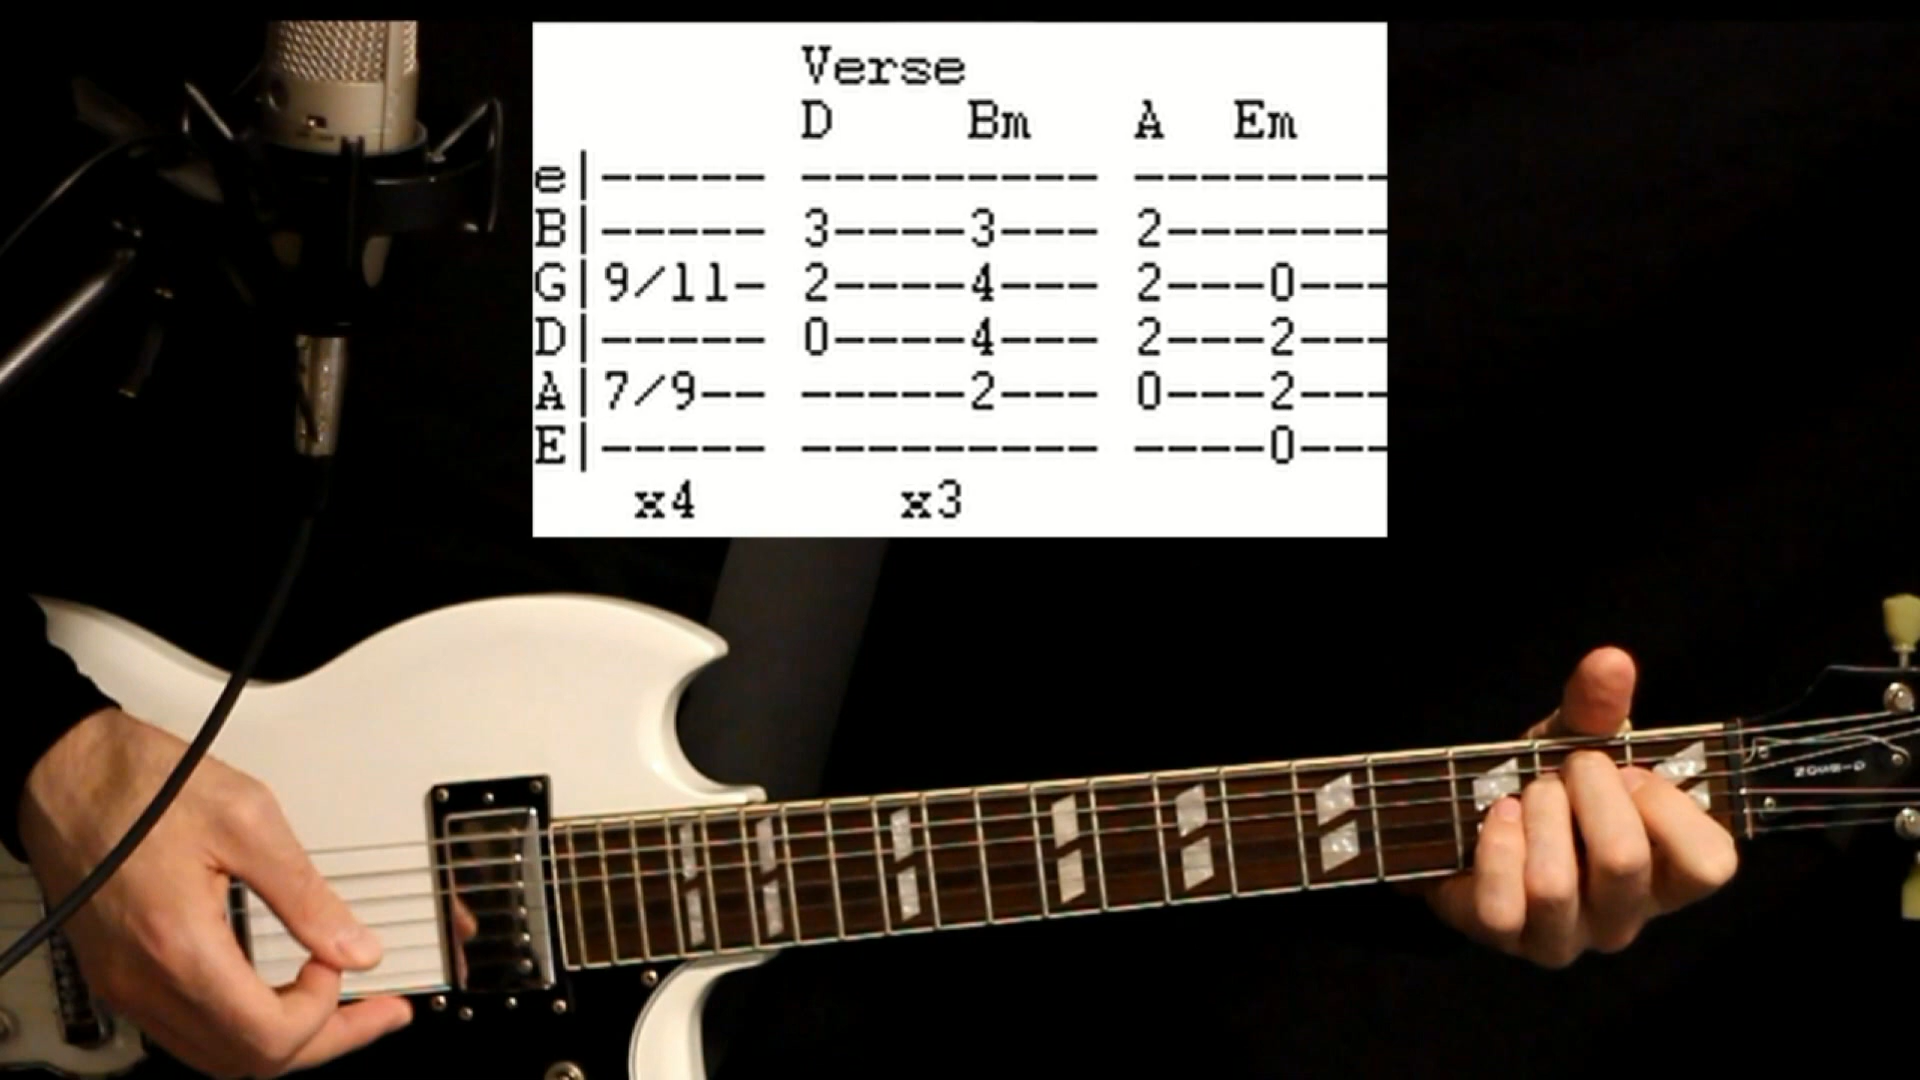 Verse
D Bm A Em
e|----- --------- --------
B|----- 3----3--- 2-------
G|9/11- 2----4--- 2---0---
D|----- 0----4--- 2---2---
A|7/9-- -----2--- 0---2---
E|----- --------- ----0---
x4 x3